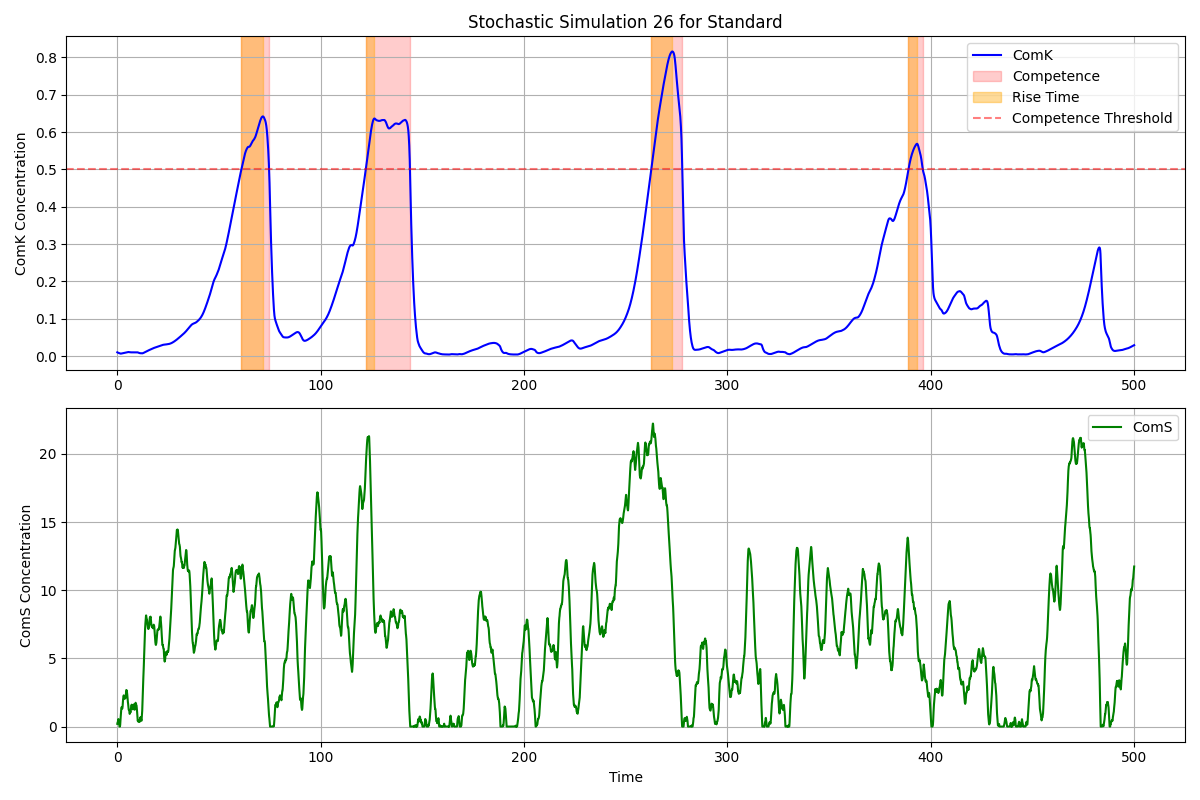 Stochastic Simulation 26 for Standard
ComK Concentration
0.8
0.7
0.6
0.5
0.4
0.3
0.2
0.1
0.0
ComK
Competence
Rise Time
Competence Threshold
0 100 200 300 400 500
ComS Concentration
20
15
10
5
0
ComS
0 100 200 300 400 500
Time